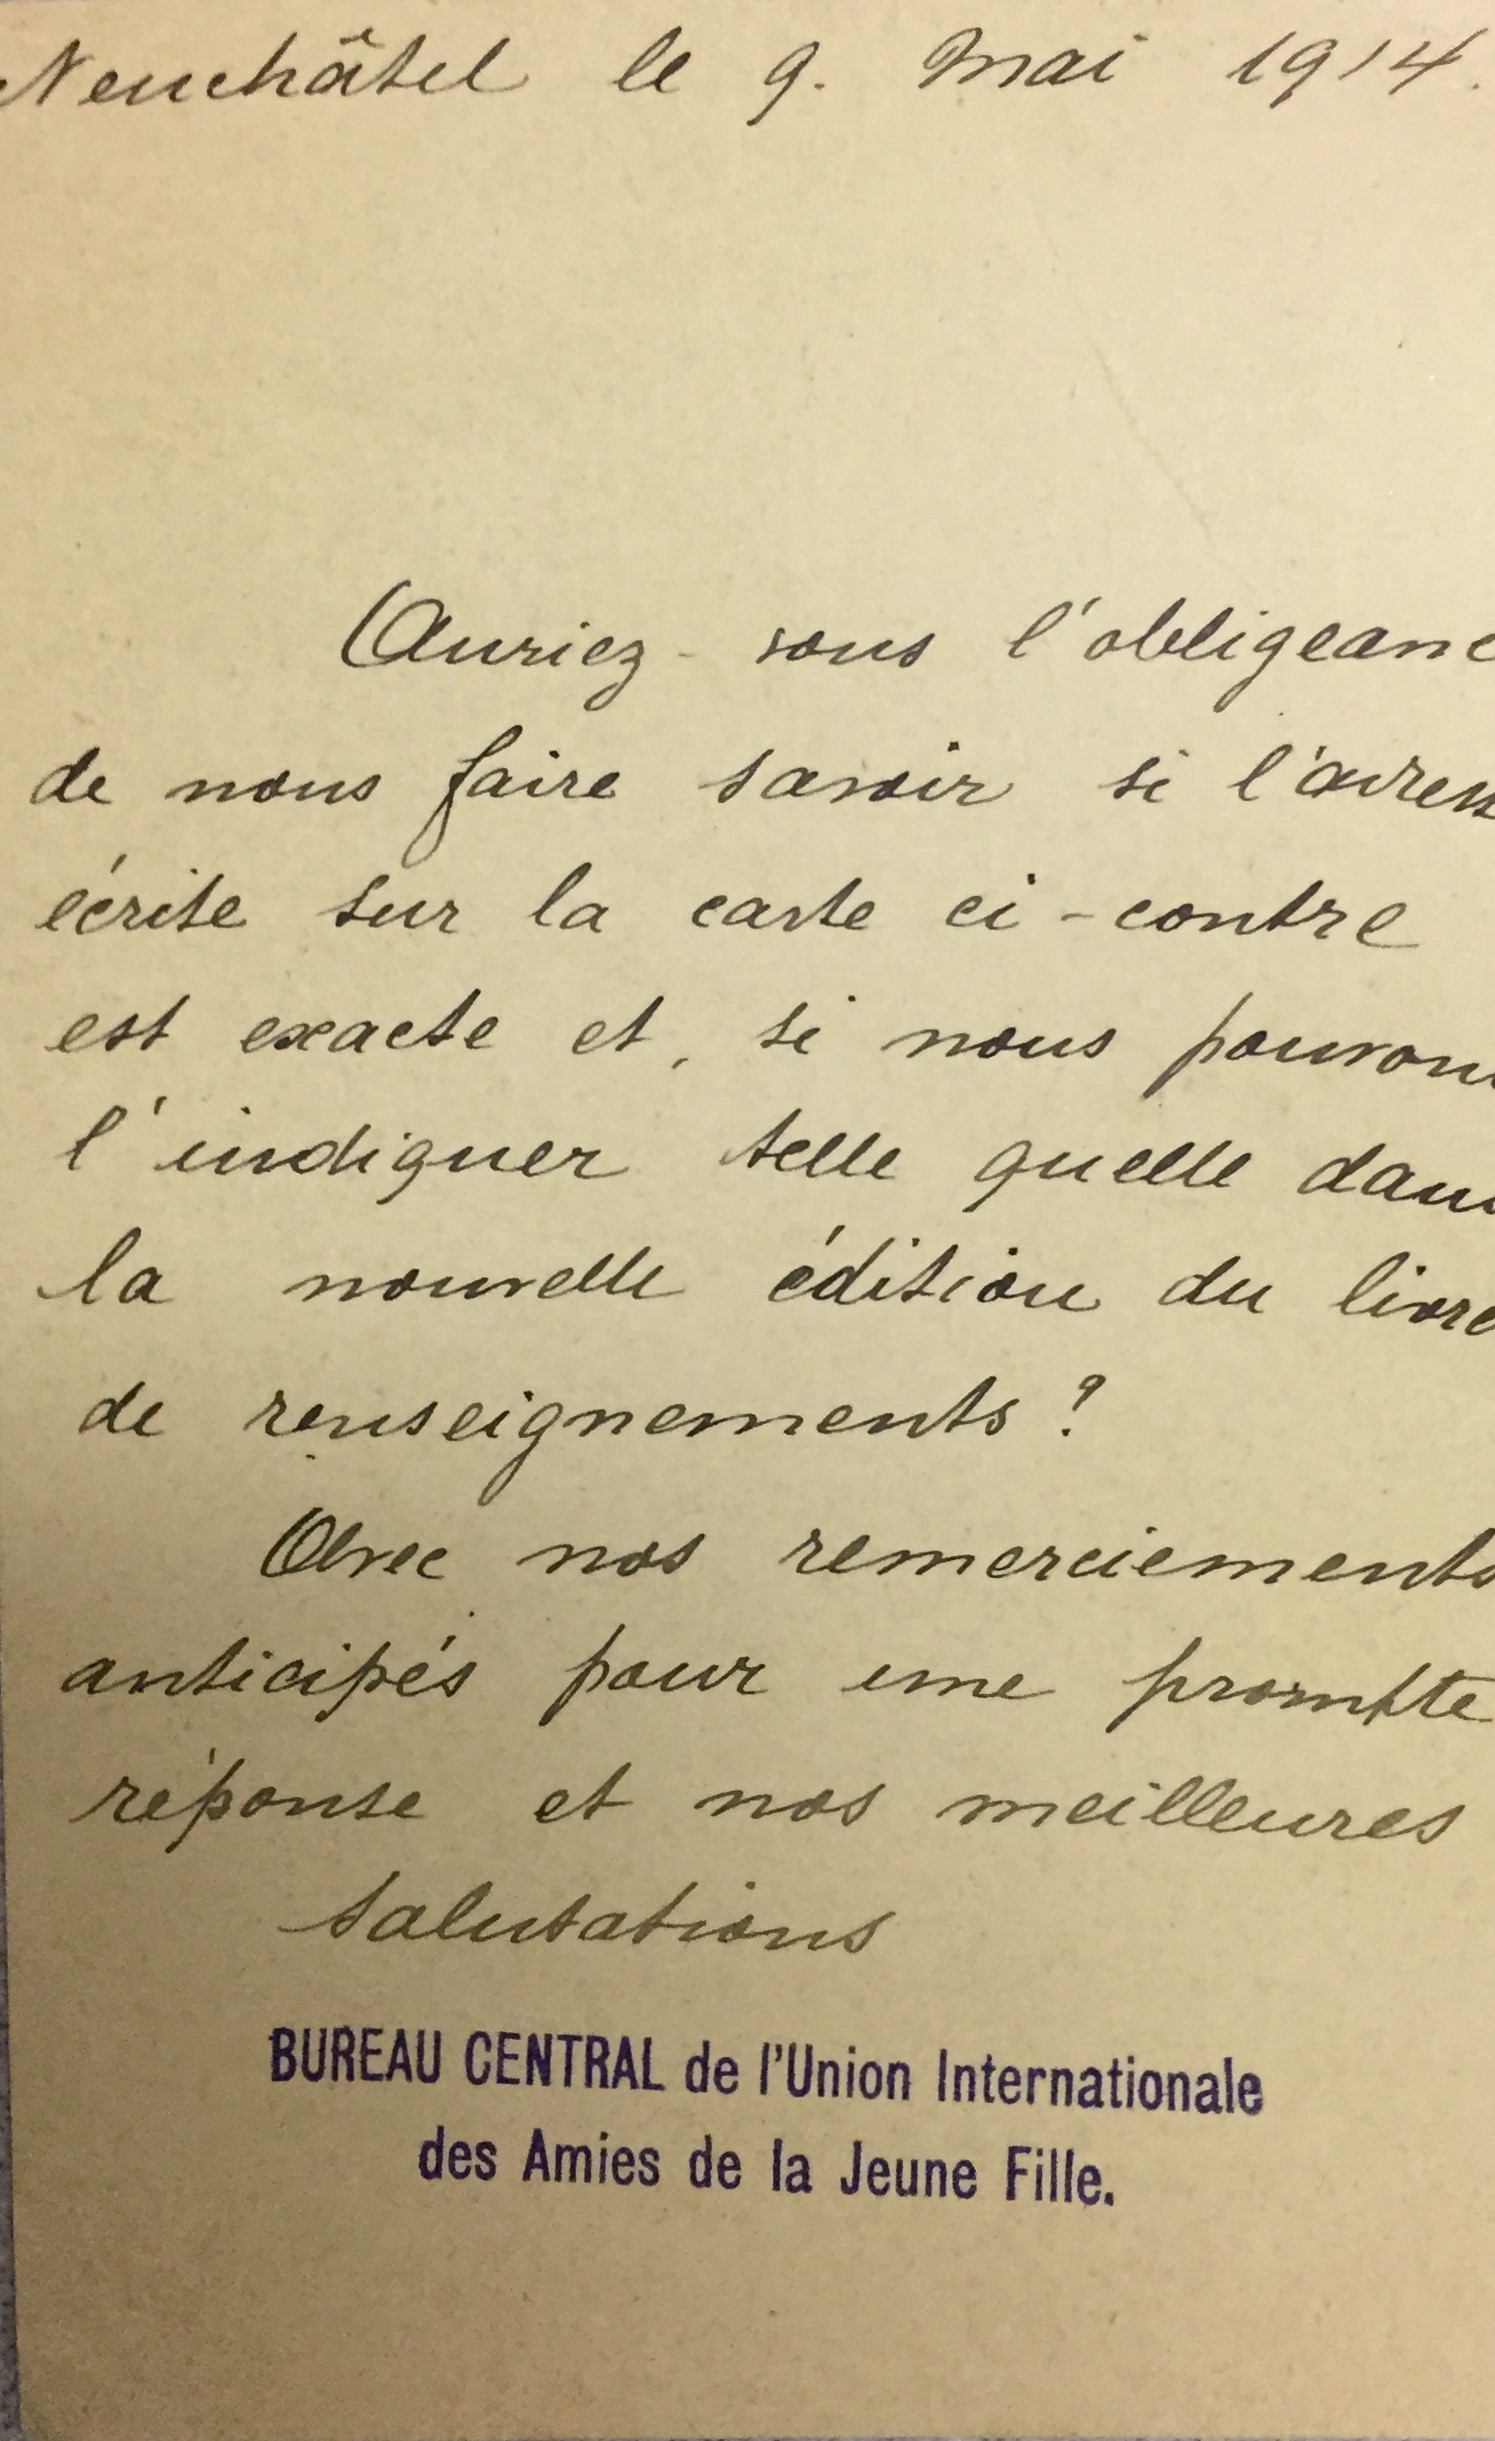 Neuchâtel le 9. Mai 1914.
Auriez-vous l'obligeanc
de nous faire savoir si l'adress
écrite sur la carte ci-contre
est exacte et, si nous pouvons
l'indiquer telle quelle dans
la nouvelle édition du livre
de renseignements?
Avec nos remerciements
anticipés pour une prompte
réponse et nos meilleures
salutations
BUREAU CENTRAL de l'Union Internationale
des Amies de la Jeune Fille.